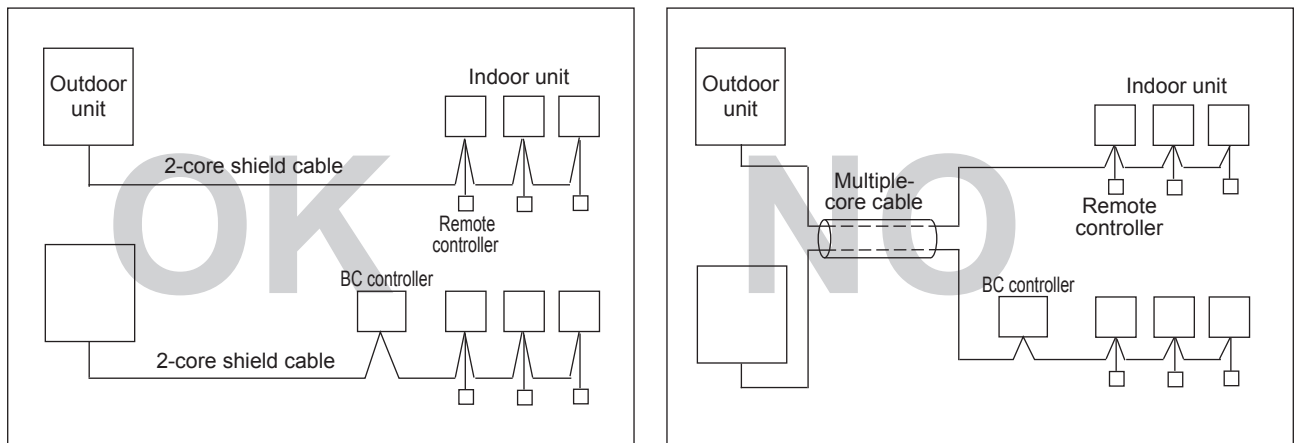 OK
Outdoor
unit
Indoor unit
2-core shield cable
Remote
controller
BC controller
2-core shield cable
NO
Outdoor
unit
Indoor unit
Multiple-
core cable
Remote
controller
BC controller